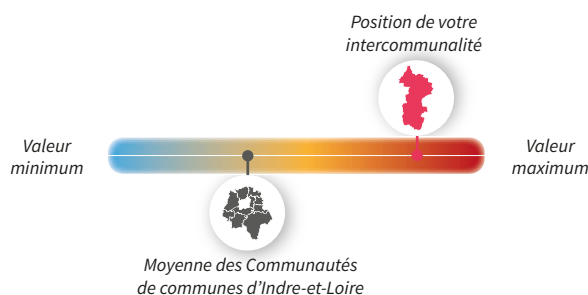 Position de votre
intercommunalité
Valeur
minimum
Valeur
maximum
Moyenne des Communautés
de communes d'Indre-et-Loire